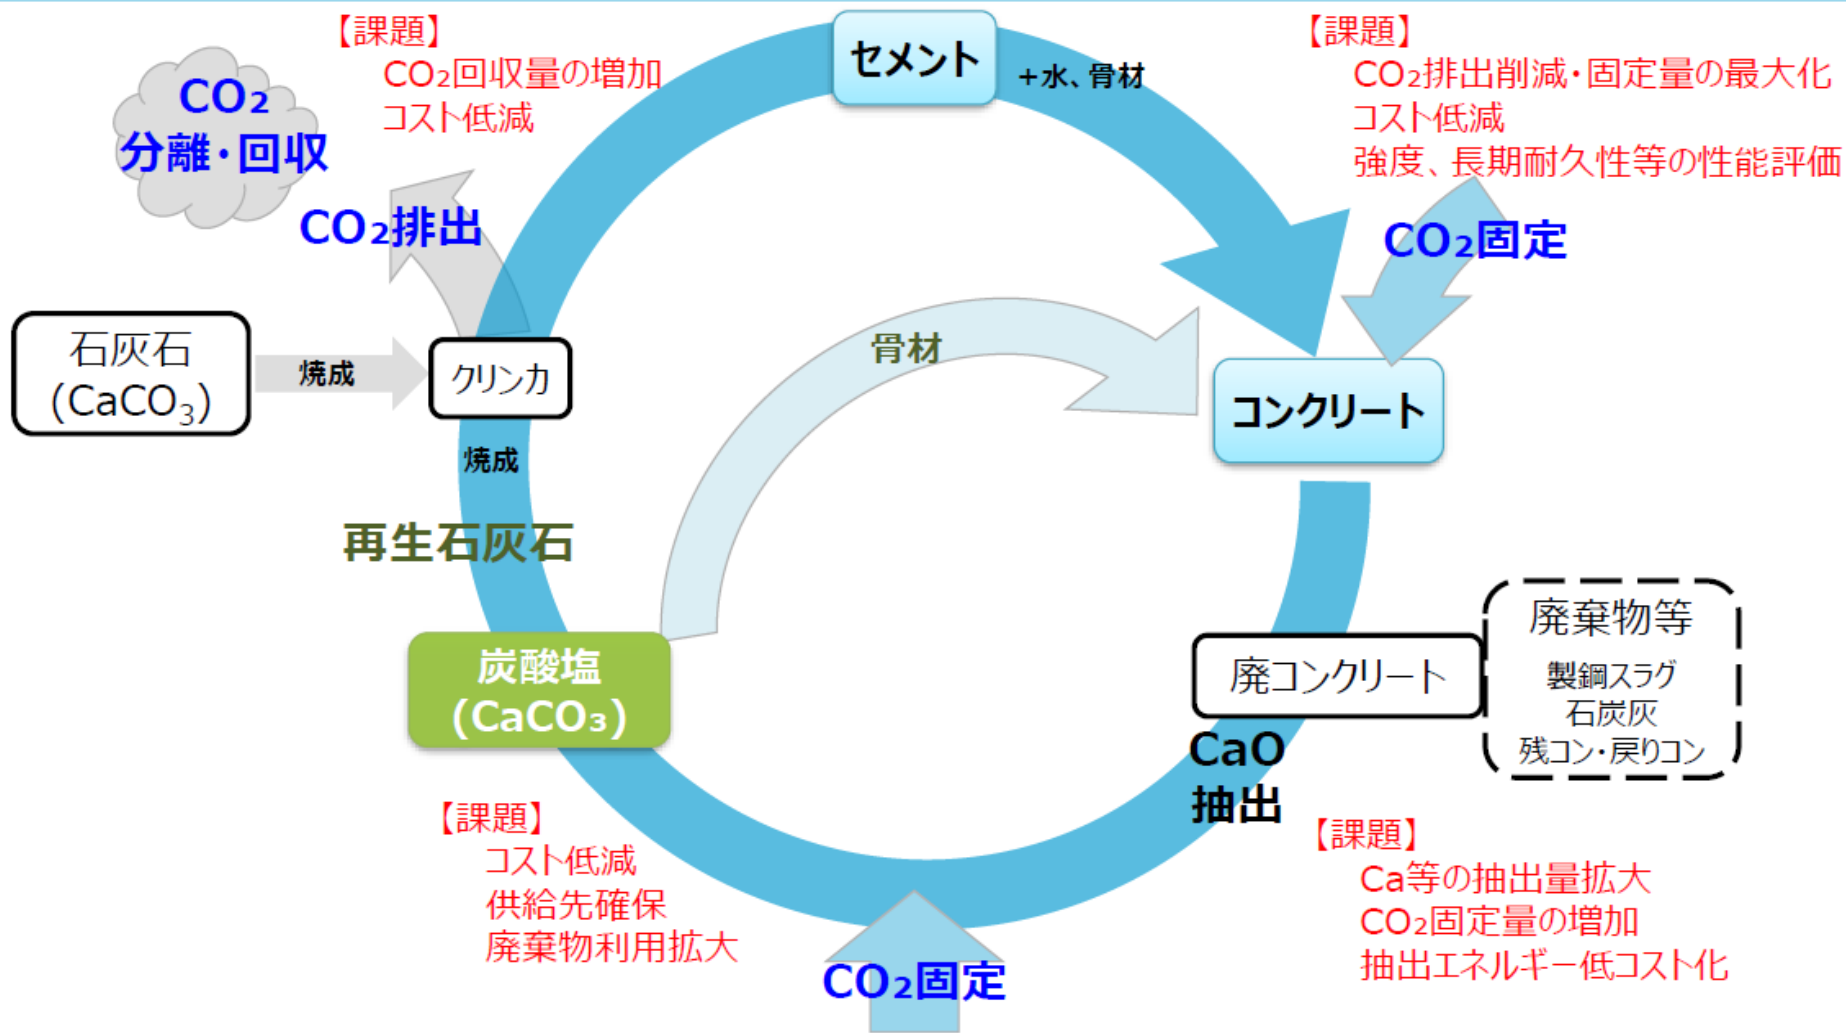 【課題】
CO₂回収量の増加
コスト低減
CO₂
分離・回収
CO₂排出
セメント
+水、骨材
【課題】
CO₂排出削減・固定量の最大化
コスト低減
強度、長期耐久性等の性能評価
CO₂固定
石灰石
(CaCO₃)
焼成
クリンカ
焼成
骨材
コンクリート
再生石灰石
炭酸塩
(CaCO₃)
廃コンクリート
廃棄物等
製鋼スラグ
石炭灰
残コン・戻りコン
CaO
抽出
【課題】
コスト低減
供給先確保
廃棄物利用拡大
CO₂固定
【課題】
Ca等の抽出量拡大
CO₂固定量の増加
抽出エネルギー低コスト化